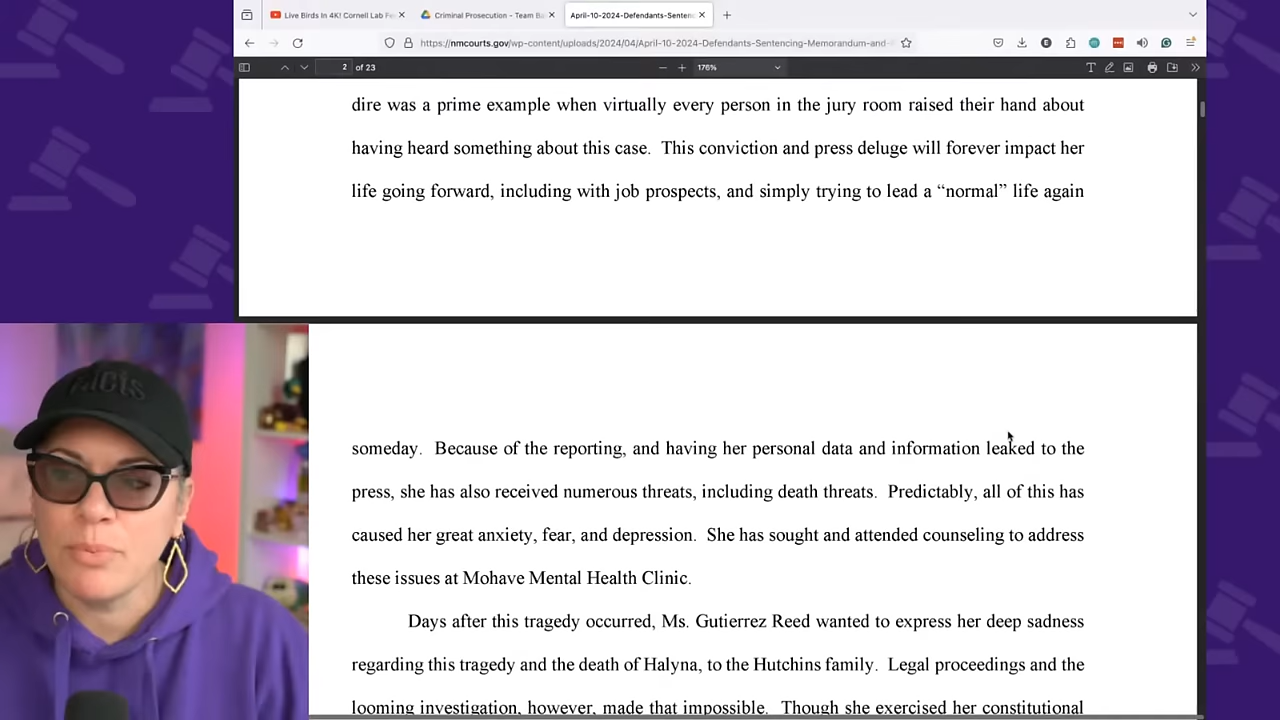 Live Birds In 4K! Cornell Lab Fe
Criminal Prosecution - Team Ba
April-10-2024-Defendants-Senten
https://nmcourts.gov/wp-content/uploads/2024/04/April-10-2024-Defendants-Sentencing-Memorandum-and-
2 of 23
176%
dire was a prime example when virtually every person in the jury room raised their hand about
having heard something about this case. This conviction and press deluge will forever impact her
life going forward, including with job prospects, and simply trying to lead a “normal” life again
someday. Because of the reporting, and having her personal data and information leaked to the
press, she has also received numerous threats, including death threats. Predictably, all of this has
caused her great anxiety, fear, and depression. She has sought and attended counseling to address
these issues at Mohave Mental Health Clinic.
Days after this tragedy occurred, Ms. Gutierrez Reed wanted to express her deep sadness
regarding this tragedy and the death of Halyna, to the Hutchins family. Legal proceedings and the
looming investigation, however, made that impossible. Though she exercised her constitutional